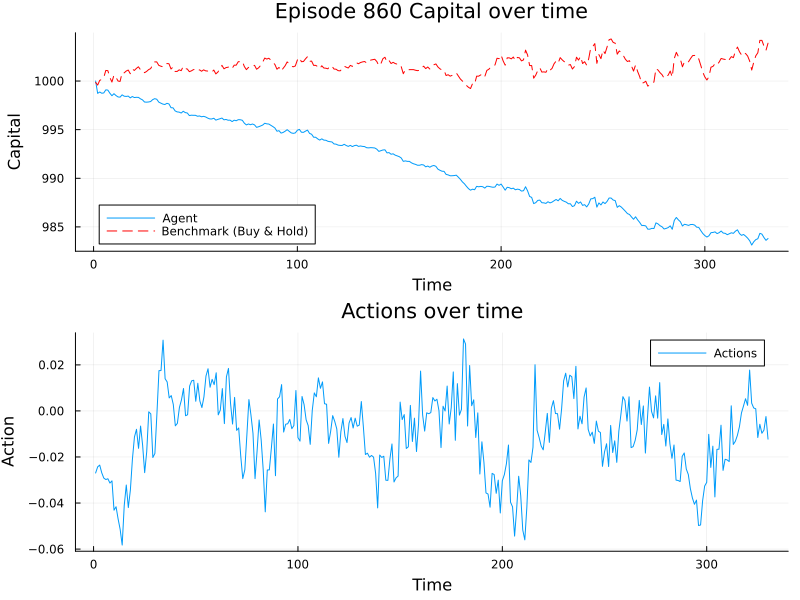 Episode 860 Capital over time
Capital
1000
995
990
985
Agent
Benchmark (Buy & Hold)
0
100
200
300
Time
Actions over time
Action
0.02
0.00
−0.02
−0.04
−0.06
Actions
0
100
200
300
Time